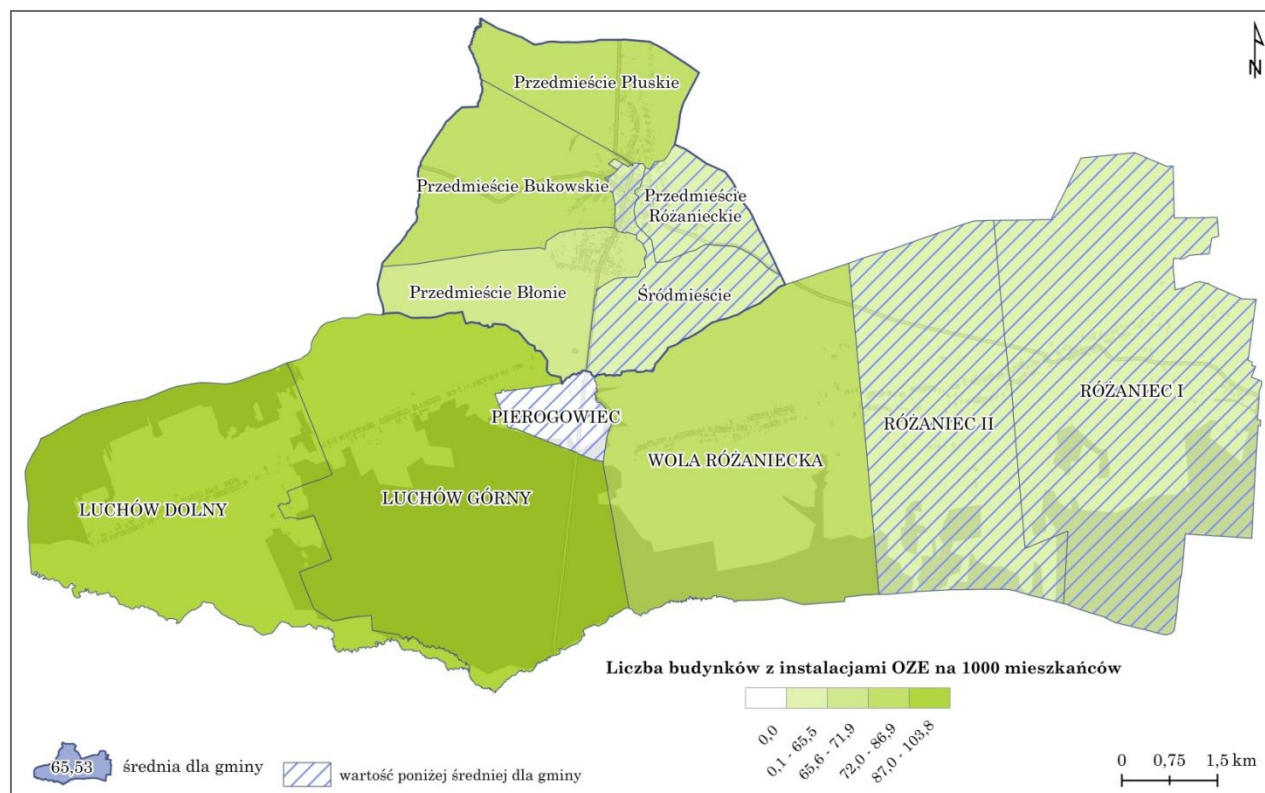 N
Przedmieście Płuskie
Przedmieście Bukowskie
Przedmieście
Różanieckie
Przedmieście Błonie
Śródmieście
PIEROGOWIEC
RÓŻANIEC I
RÓŻANIEC II
WOLA RÓŻANIECKA
LUCHÓW GÓRNY
LUCHÓW DOLNY
Liczba budynków z instalacjami OZE na 1000 mieszkańców
0,0
0,1 - 65,5
65,6 - 71,9
72,0 - 86,9
87,0 - 103,8
65,53 średnia dla gminy
wartość poniżej średniej dla gminy
0 0,75 1,5 km